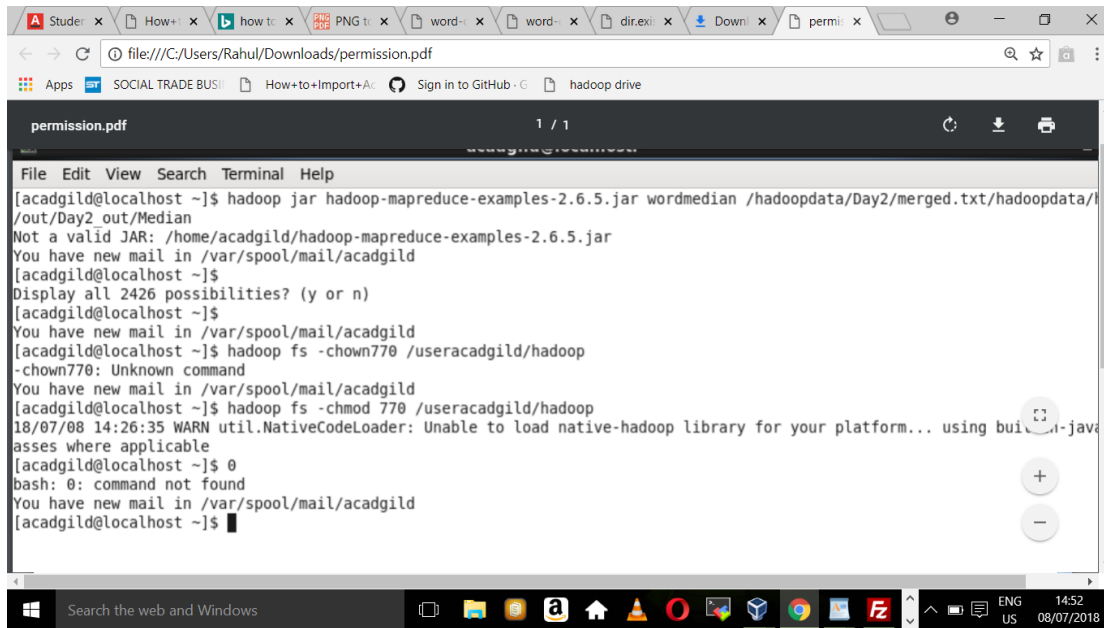 Studer
How+t
how to
PNG to
word-c
word-c
dir.exi
Downl
permis
file:///C:/Users/Rahul/Downloads/permission.pdf
Apps SOCIAL TRADE BUSI How+to+Import+Ac Sign in to GitHub · G hadoop drive
permission.pdf 1 / 1
File Edit View Search Terminal Help
[acadgild@localhost ~]$ hadoop jar hadoop-mapreduce-examples-2.6.5.jar wordmedian /hadoopdata/Day2/merged.txt/hadoopdata/h
/out/Day2_out/Median
Not a valid JAR: /home/acadgild/hadoop-mapreduce-examples-2.6.5.jar
You have new mail in /var/spool/mail/acadgild
[acadgild@localhost ~]$
Display all 2426 possibilities? (y or n)
[acadgild@localhost ~]$
You have new mail in /var/spool/mail/acadgild
[acadgild@localhost ~]$ hadoop fs -chown770 /useracadgild/hadoop
-chown770: Unknown command
You have new mail in /var/spool/mail/acadgild
[acadgild@localhost ~]$ hadoop fs -chmod 770 /useracadgild/hadoop
18/07/08 14:26:35 WARN util.NativeCodeLoader: Unable to load native-hadoop library for your platform... using buil -java
asses where applicable
[acadgild@localhost ~]$ 0
bash: 0: command not found
You have new mail in /var/spool/mail/acadgild
[acadgild@localhost ~]$
Search the web and Windows
ENG
US
14:52
08/07/2018